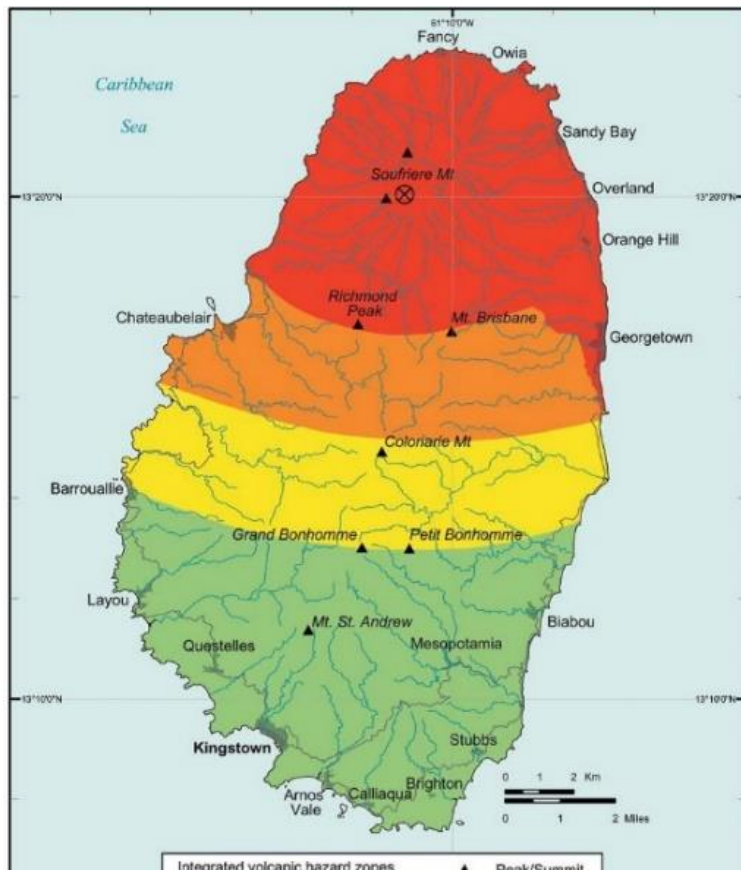 61°10'0"W
Fancy
Owia
Caribbean
Sea
Sandy Bay
Soufriere Mt
13°20'0"N
Overland
13°20'0"N
Orange Hill
Richmond
Peak
Chateaubelair
Mt. Brisbane
Georgetown
Coloriarie Mt
Barrouallie
Grand Bonhomme
Petit Bonhomme
Layou
Biabou
Mt. St. Andrew
Questelles
Mesopotamia
13°10'0"N
13°10'0"N
Kingstown
Stubbs
Brighton
Arnos
Vale
Calliaqua
0 1 2 Km
0 1 2 Miles
Integrated volcanic hazard zones
Peak/Summit